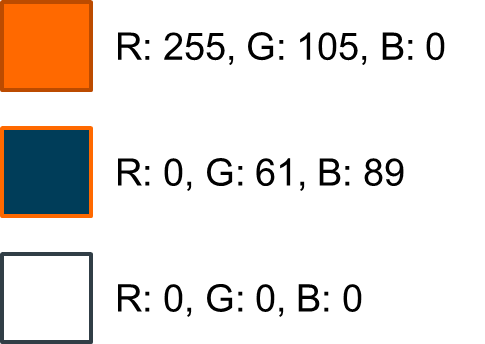 R: 255, G: 105, B: 0
R: 0, G: 61, B: 89
R: 0, G: 0, B: 0